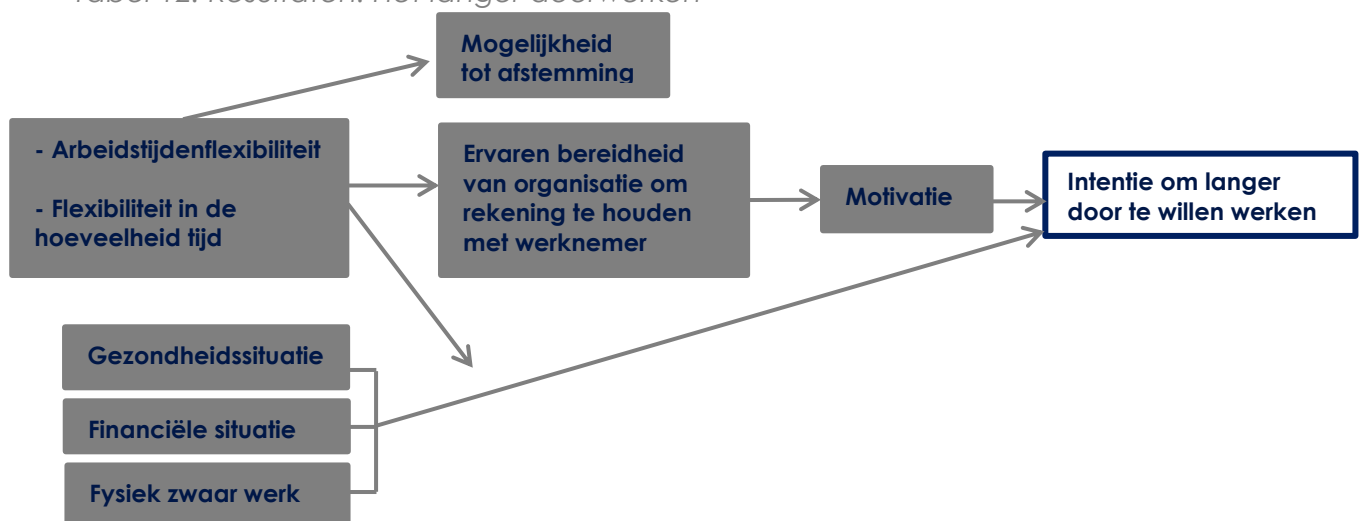 Mogelijkheid
tot afstemming
- Arbeidstijdenflexibiliteit
- Flexibiliteit in de
hoeveelheid tijd
Ervaren bereidheid
van organisatie om
rekening te houden
met werknemer
Motivatie
Intentie om langer
door te willen werken
Gezondheidssituatie
Financiële situatie
Fysiek zwaar werk